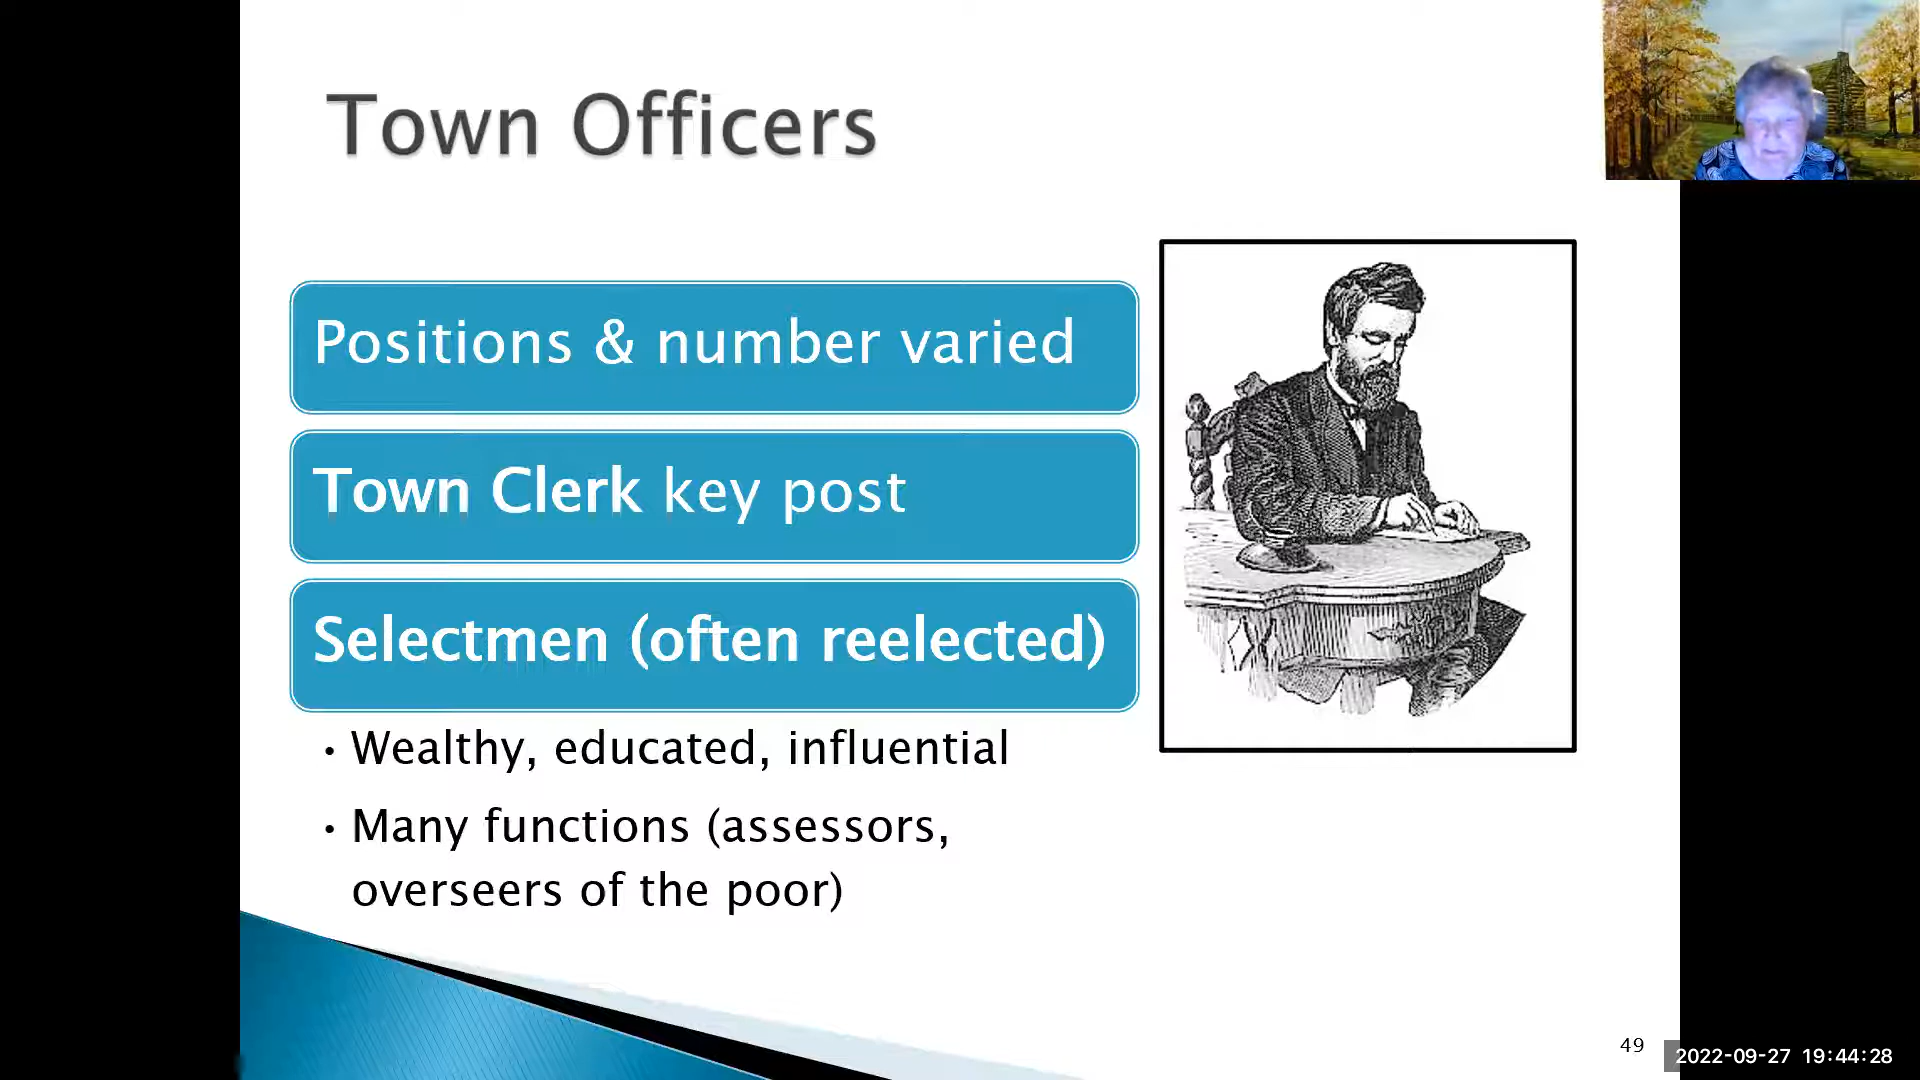 Town Officers
Positions & number varied
Town Clerk key post
Selectmen (often reelected)
• Wealthy, educated, influential
• Many functions (assessors,
overseers of the poor)
49
2022-09-27 19:44:28